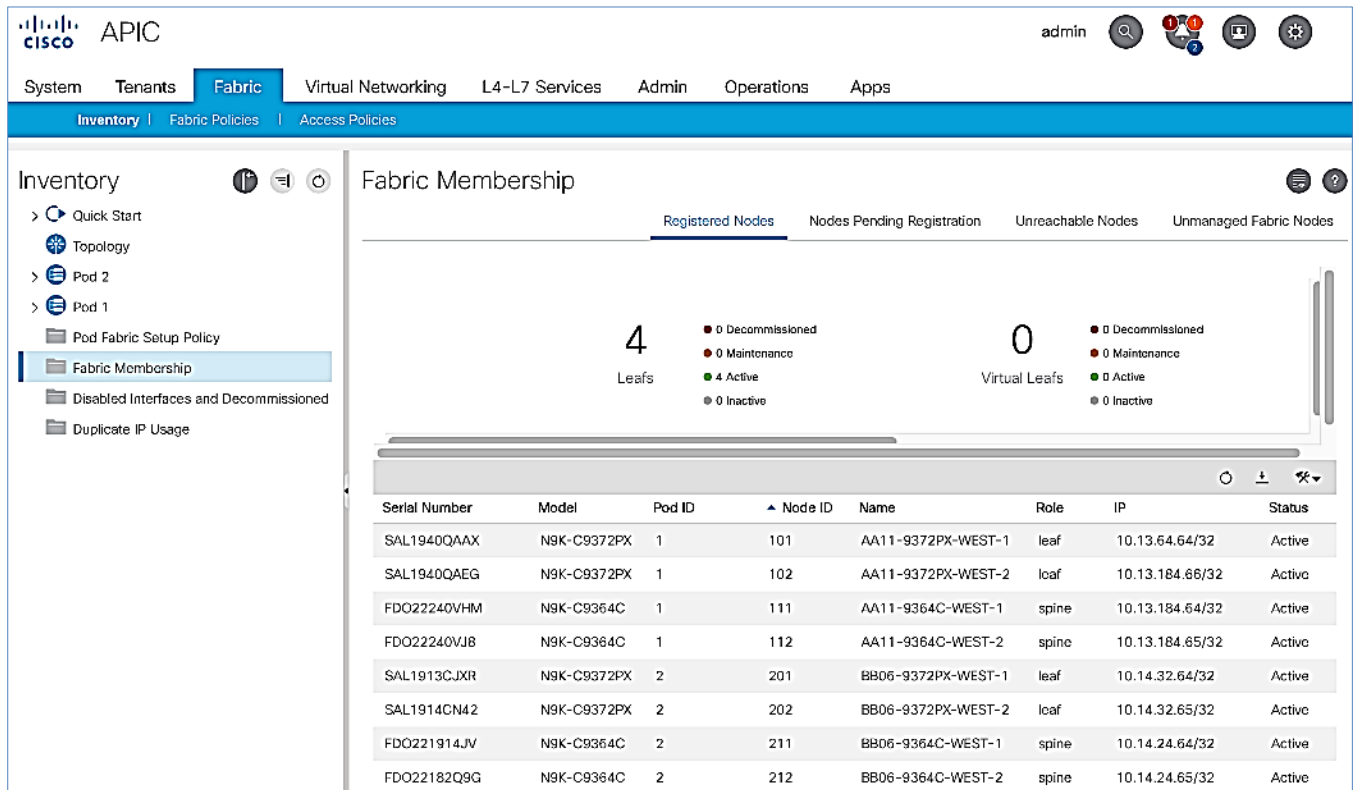 CISCO APIC admin 1 1 2
System Tenants Fabric Virtual Networking L4-L7 Services Admin Operations Apps
Inventory | Fabric Policies | Access Policies
Inventory
Quick Start
Topology
Pod 2
Pod 1
Pod Fabric Setup Policy
Fabric Membership
Disabled Interfaces and Decommissioned
Duplicate IP Usage
Fabric Membership ?
Registered Nodes Nodes Pending Registration Unreachable Nodes Unmanaged Fabric Nodes
4
Leafs
0 Decommissioned
0 Maintenance
4 Active
0 Inactive
0
Virtual Leafs
0 Decommissioned
0 Maintenance
0 Active
0 Inactive
Serial Number Model Pod ID Node ID Name Role IP Status
SAL1940QAAX N9K-C9372PX 1 101 AA11-9372PX-WEST-1 leaf 10.13.64.64/32 Active
SAL1940QAEG N9K-C9372PX 1 102 AA11-9372PX-WEST-2 leaf 10.13.184.66/32 Active
FDO22240VHM N9K-C9364C 1 111 AA11-9364C-WEST-1 spine 10.13.184.64/32 Active
FDO22240VJ8 N9K-C9364C 1 112 AA11-9364C-WEST-2 spine 10.13.184.65/32 Active
SAL1913CJXR N9K-C9372PX 2 201 BB06-9372PX-WEST-1 leaf 10.14.32.64/32 Active
SAL1914CN42 N9K-C9372PX 2 202 BB06-9372PX-WEST-2 leaf 10.14.32.65/32 Active
FDO221914JV N9K-C9364C 2 211 BB06-9364C-WEST-1 spine 10.14.24.64/32 Active
FDO22182Q9G N9K-C9364C 2 212 BB06-9364C-WEST-2 spine 10.14.24.65/32 Active